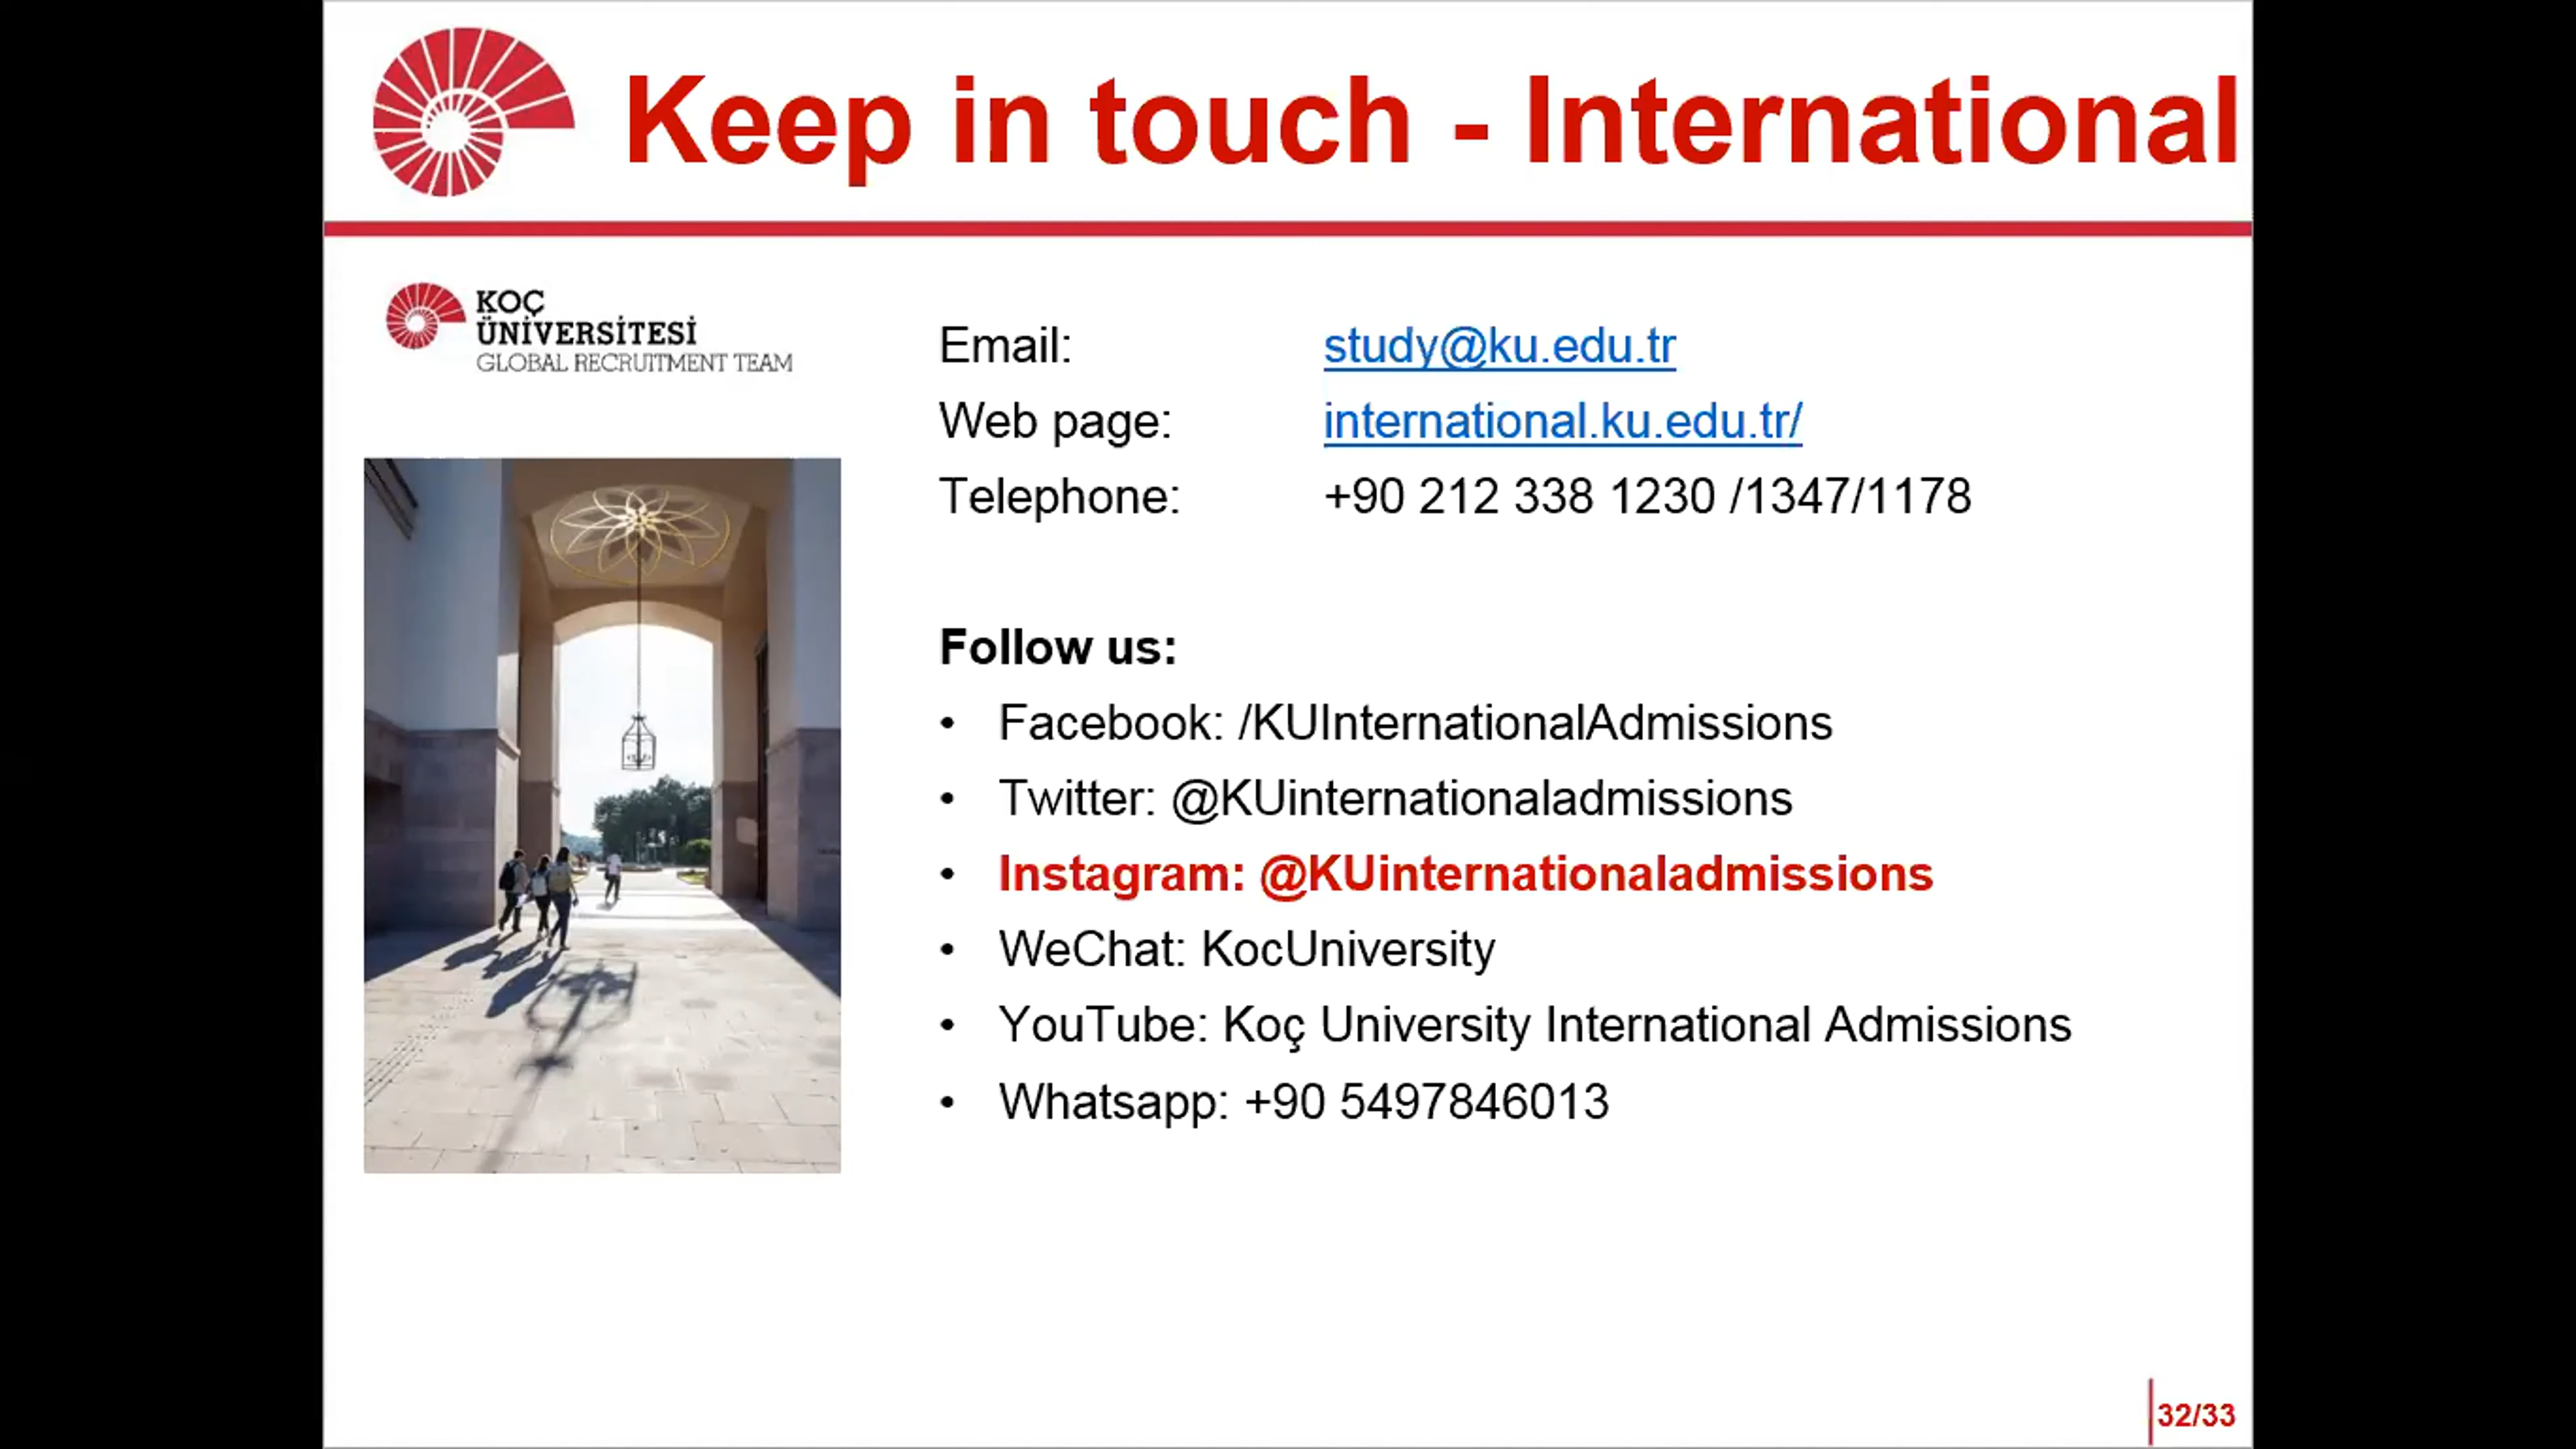 Keep in touch - International
KOÇ
ÜNİVERSİTESİ
GLOBAL RECRUITMENT TEAM
Email: study@ku.edu.tr
Web page: international.ku.edu.tr/
Telephone: +90 212 338 1230 /1347/1178
Follow us:
• Facebook: /KUInternationalAdmissions
• Twitter: @KUinternationaladmissions
• Instagram: @KUinternationaladmissions
• WeChat: KocUniversity
• YouTube: Koç University International Admissions
• Whatsapp: +90 5497846013
32/33